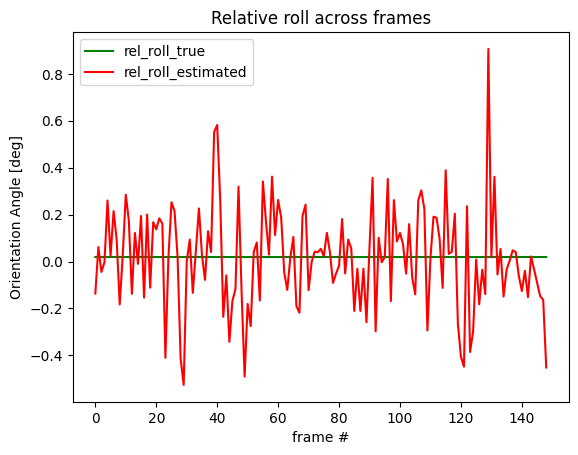 Relative roll across frames
rel_roll_true
rel_roll_estimated
Orientation Angle [deg]
0.8
0.6
0.4
0.2
0.0
−0.2
−0.4
0 20 40 60 80 100 120 140
frame #